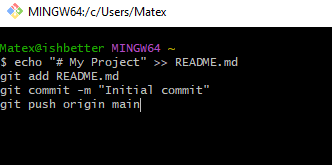 MINGW64:/c/Users/Matex
Matex@ishbetter MINGW64 ~
$ echo "# My Project" >> README.md
git add README.md
git commit -m "Initial commit"
git push origin main